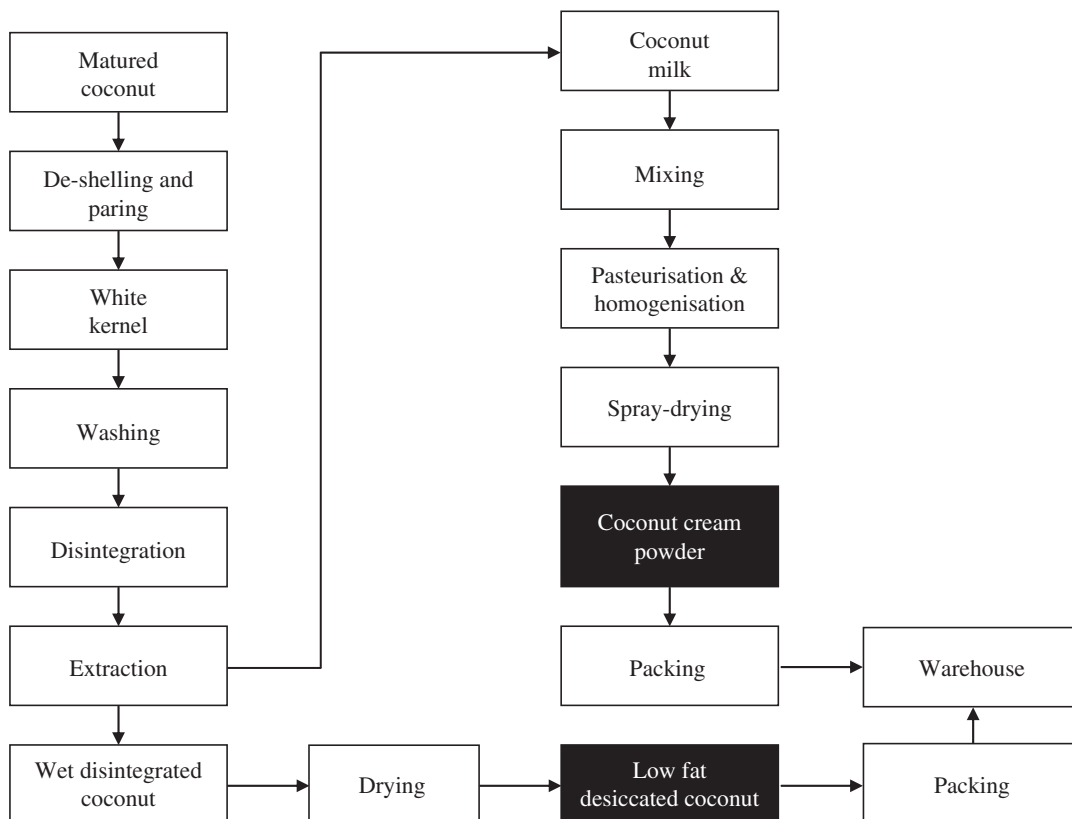 Matured
coconut
De-shelling and
paring
White
kernel
Washing
Disintegration
Extraction
Wet disintegrated
coconut
Drying
Low fat
desiccated coconut
Packing
Coconut
milk
Mixing
Pasteurisation &
homogenisation
Spray-drying
Coconut cream
powder
Packing
Warehouse